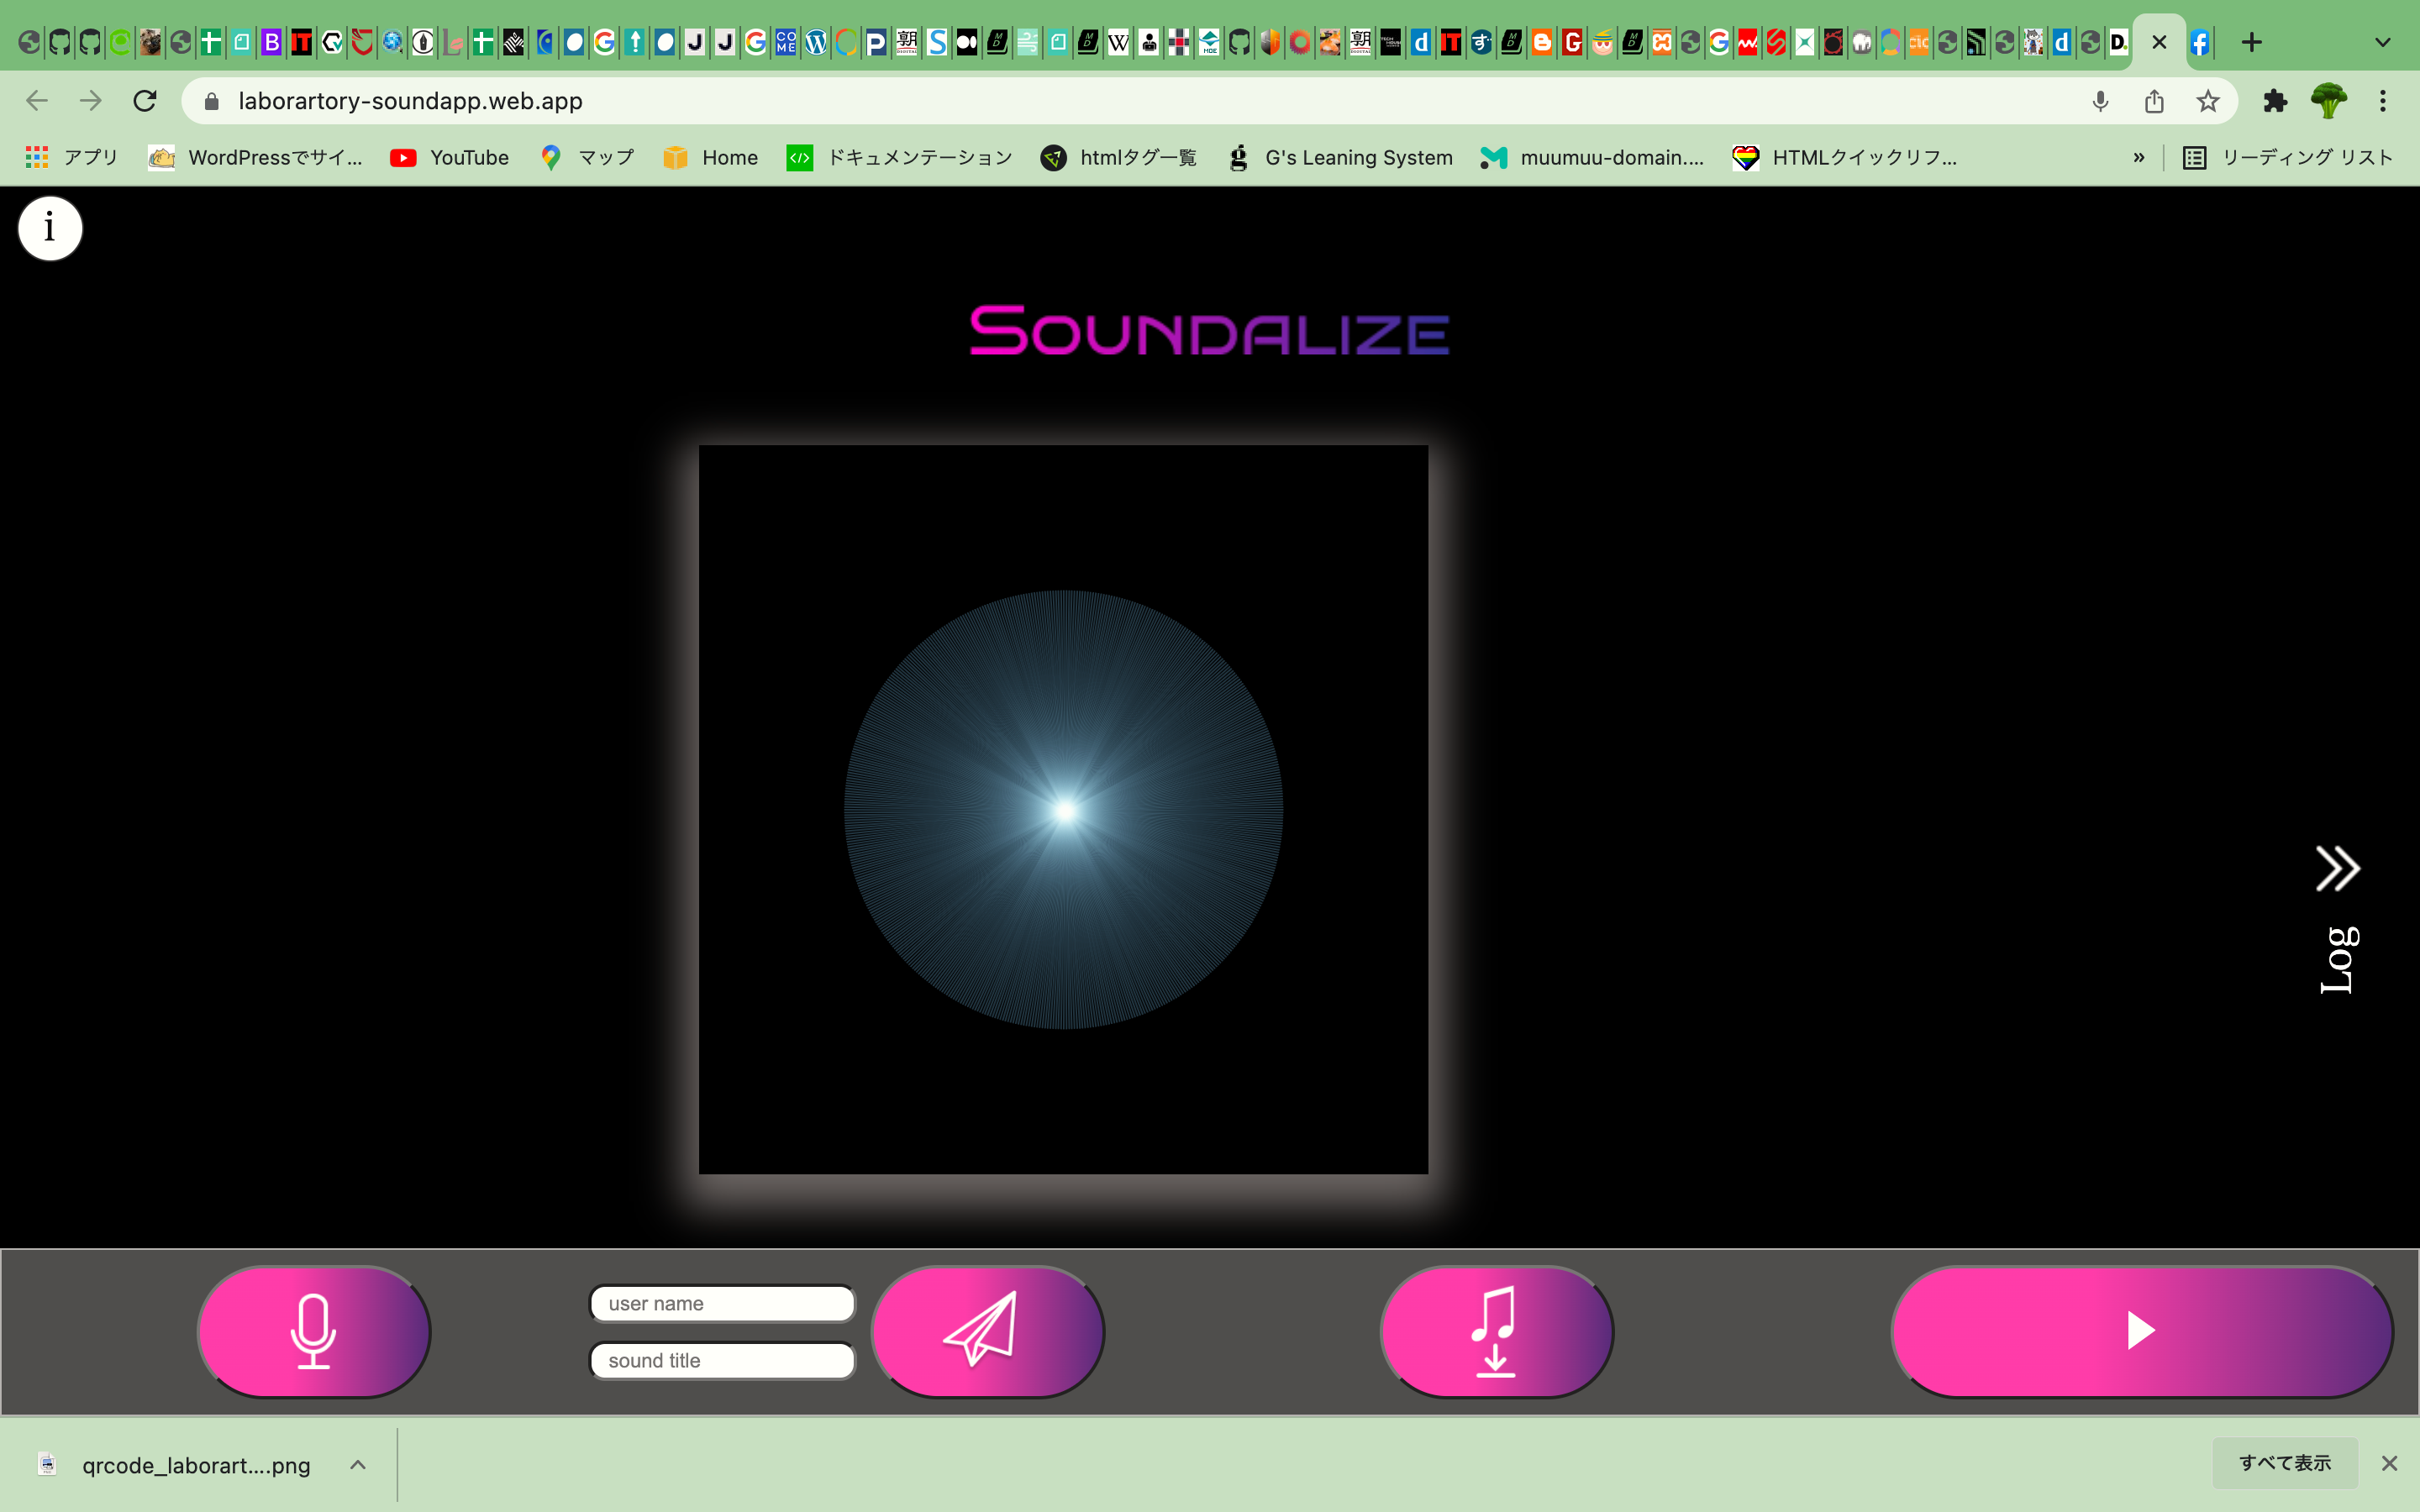 laborartory-soundapp.web.app
アプリ
WordPressでサイ...
YouTube
マップ
Home
ドキュメンテーション
htmlタグ一覧
G's Leaning System
muumuu-domain....
HTMLクイックリフ...
»
リーディング リスト
i
SOUNDALIZE
Log
user name
sound title
qrcode_laborart....png
すべて表示